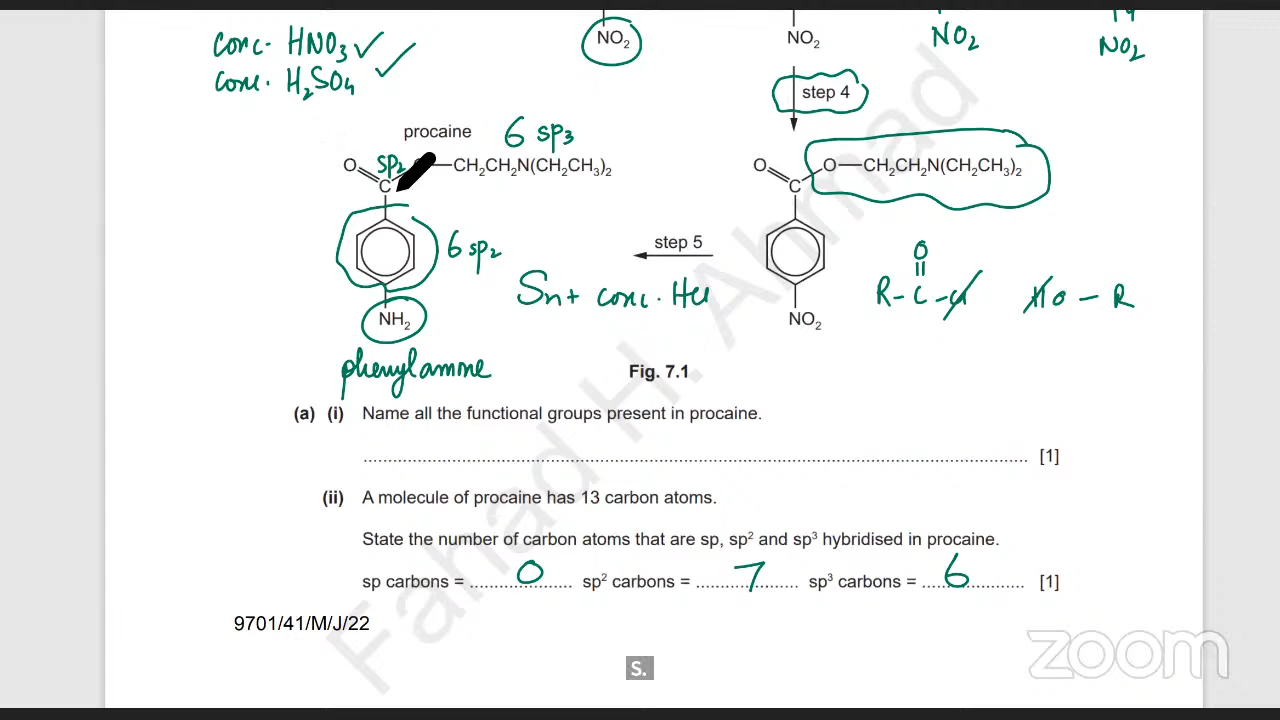 conc. HNO3 ✓
conc. H2SO4 ✓
NO2
NO2
NO2
NO2
step 4
procaine 6 sp3
O sp2 —CH2CH2N(CH2CH3)2
C
6 sp2
NH2
phenylamine
step 5
Sn + conc. HCl
O O—CH2CH2N(CH2CH3)2
C
NO2
O
R-C-Cl HO-R
Fig. 7.1
(a) (i) Name all the functional groups present in procaine.
[1]
(ii) A molecule of procaine has 13 carbon atoms.
State the number of carbon atoms that are sp, sp² and sp³ hybridised in procaine.
sp carbons = 0 sp² carbons = 7 sp³ carbons = 6 [1]
9701/41/M/J/22
Fahad H. Ahmad
zoom
S.